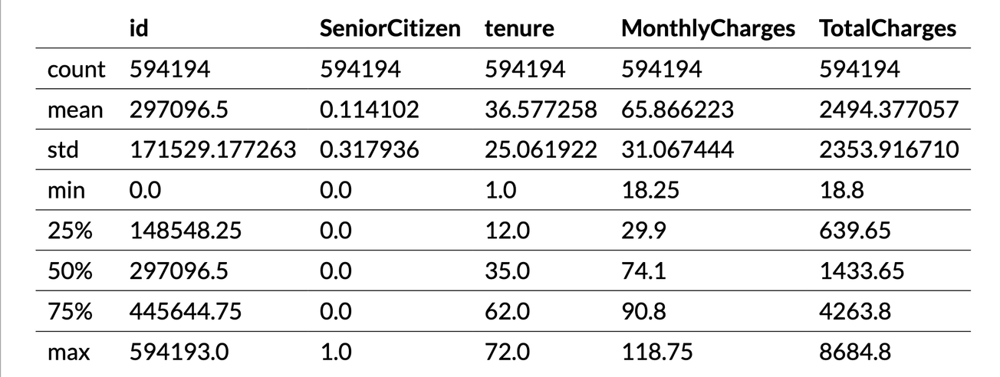 id SeniorCitizen tenure MonthlyCharges TotalCharges
count 594194 594194 594194 594194 594194
mean 297096.5 0.114102 36.577258 65.866223 2494.377057
std 171529.177263 0.317936 25.061922 31.067444 2353.916710
min 0.0 0.0 1.0 18.25 18.8
25% 148548.25 0.0 12.0 29.9 639.65
50% 297096.5 0.0 35.0 74.1 1433.65
75% 445644.75 0.0 62.0 90.8 4263.8
max 594193.0 1.0 72.0 118.75 8684.8